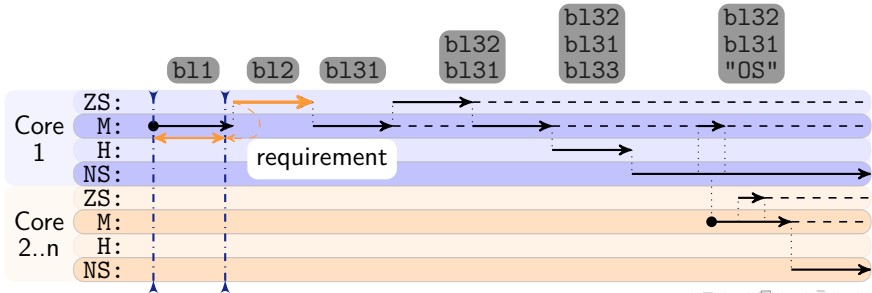 bl1
bl2
bl31
bl32
bl31
bl32
bl31
bl33
bl32
bl31
"OS"
Core
1
ZS:
M:
H:
NS:
requirement
Core
2..n
ZS:
M:
H:
NS: